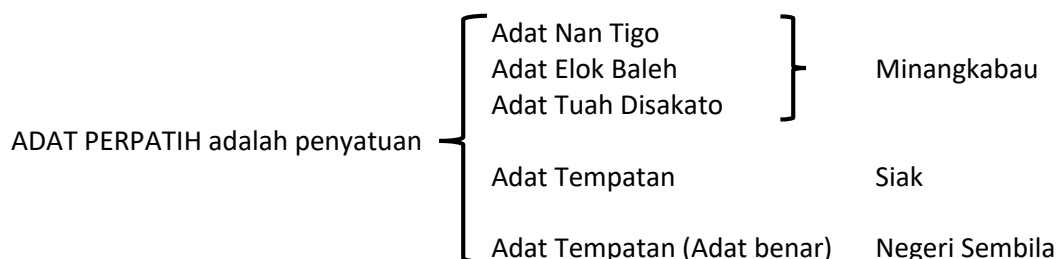 Adat Nan Tigo
Adat Elok Baleh Minangkabau
Adat Tuah Disakato
ADAT PERPATIH adalah penyatuan
Adat Tempatan Siak
Adat Tempatan (Adat benar) Negeri Sembila